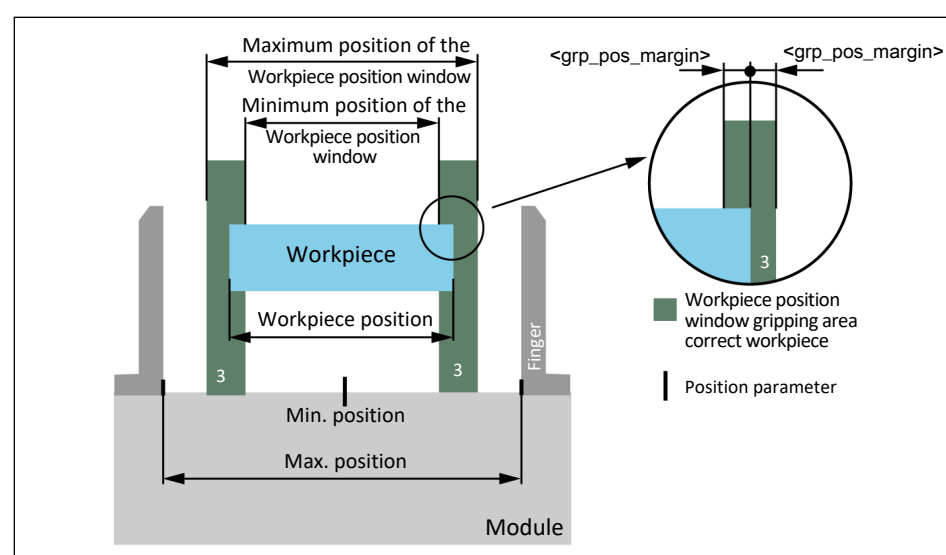 Maximum position of the
Workpiece position window
Minimum position of the
Workpiece position
window
Workpiece
Workpiece position
3
3
Finger
Min. position
Max. position
Module
<grp_pos_margin>
<grp_pos_margin>
3
Workpiece position
window gripping area
correct workpiece
Position parameter